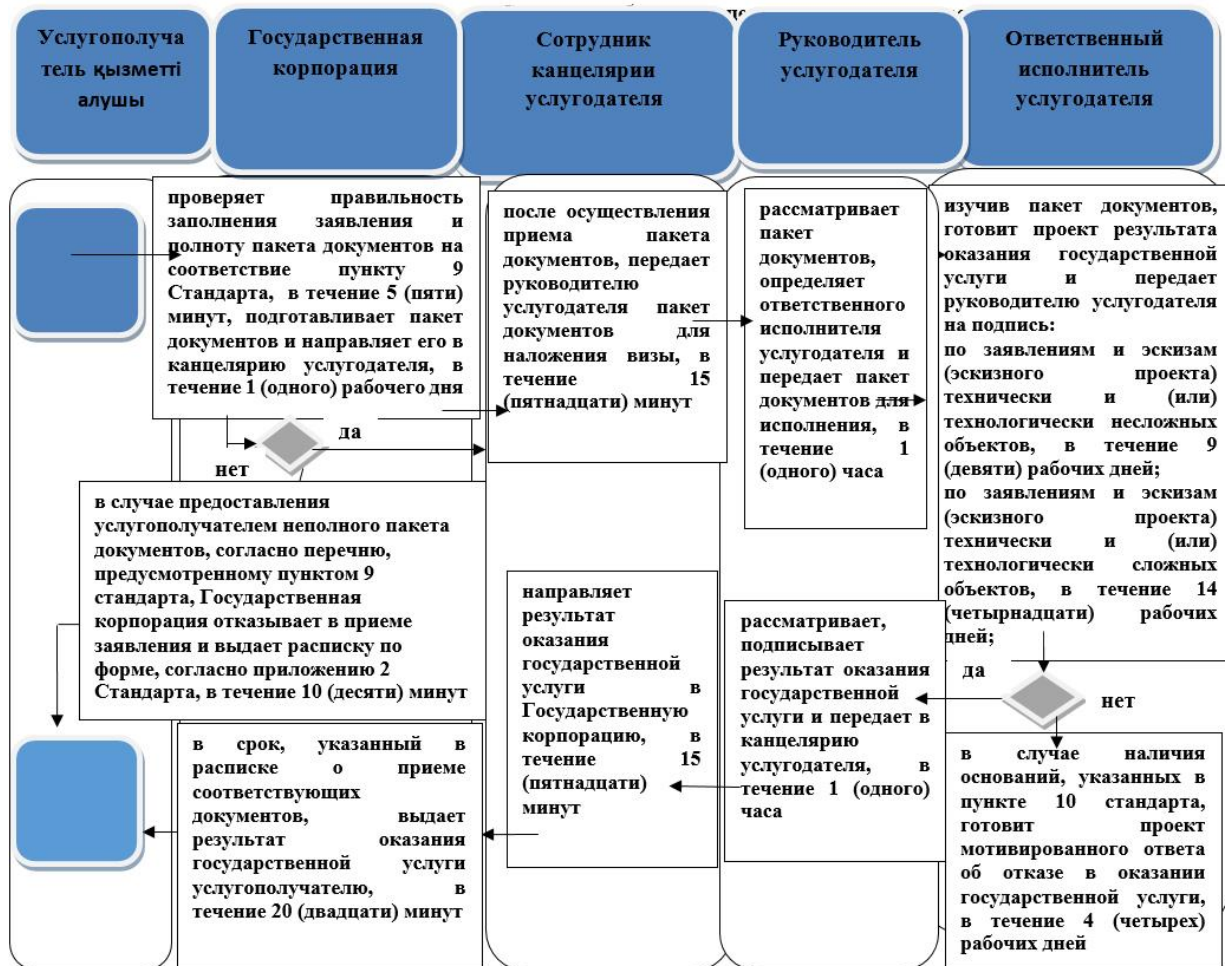 Услугополуча
тель қызметті
алушы
Государственная
корпорация
Сотрудник
канцелярии
услугодателя
Руководитель
услугодателя
Ответственный
исполнитель
услугодателя
проверяет правильность
заполнения заявления и
полноту пакета документов на
соответствие пункту 9
Стандарта, в течение 5 (пяти)
минут, подготавливает пакет
документов и направляет его в
канцелярию услугодателя, в
течение 1 (одного) рабочего дня
да
нет
в случае предоставления
услугополучателем неполного пакета
документов, согласно перечню,
предусмотренному пунктом 9
стандарта, Государственная
корпорация отказывает в приеме
заявления и выдает расписку по
форме, согласно приложению 2
Стандарта, в течение 10 (десяти) минут
в срок, указанный в
расписке о приеме
соответствующих
документов, выдает
результат оказания
государственной услуги
услугополучателю, в
течение 20 (двадцати) минут
после осуществления
приема пакета
документов, передает
руководителю
услугодателя пакет
документов для
наложения визы, в
течение 15
(пятнадцати) минут
направляет
результат
оказания
государственной
услуги в
Государственную
корпорацию, в
течение 15
(пятнадцати)
минут
рассматривает
пакет
документов,
определяет
ответственного
исполнителя
услугодателя и
передает пакет
документов для
исполнения, в
течение 1
(одного) часа
рассматривает,
подписывает
результат оказания
государственной
услуги и передает в
канцелярию
услугодателя, в
течение 1 (одного)
часа
изучив пакет документов,
готовит проект результата
оказания государственной
услуги и передает
руководителю услугодателя
на подпись:
по заявлениям и эскизам
(эскизного проекта)
технически и (или)
технологически несложных
объектов, в течение 9
(девяти) рабочих дней;
по заявлениям и эскизам
(эскизного проекта)
технически и (или)
технологически сложных
объектов, в течение 14
(четырнадцати) рабочих
дней;
да
нет
в случае наличия
оснований, указанных в
пункте 10 стандарта,
готовит проект
мотивированного ответа
об отказе в оказании
государственной услуги,
в течение 4 (четырех)
рабочих дней